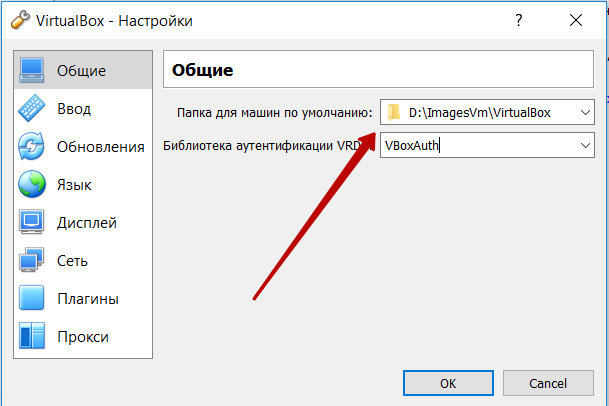 VirtualBox - Настройки
Общие
Ввод
Обновления
Язык
Дисплей
Сеть
Плагины
Прокси
Общие
Папка для машин по умолчанию: D:\ImagesVm\VirtualBox
Библиотека аутентификации VRD VBoxAuth
OK Cancel